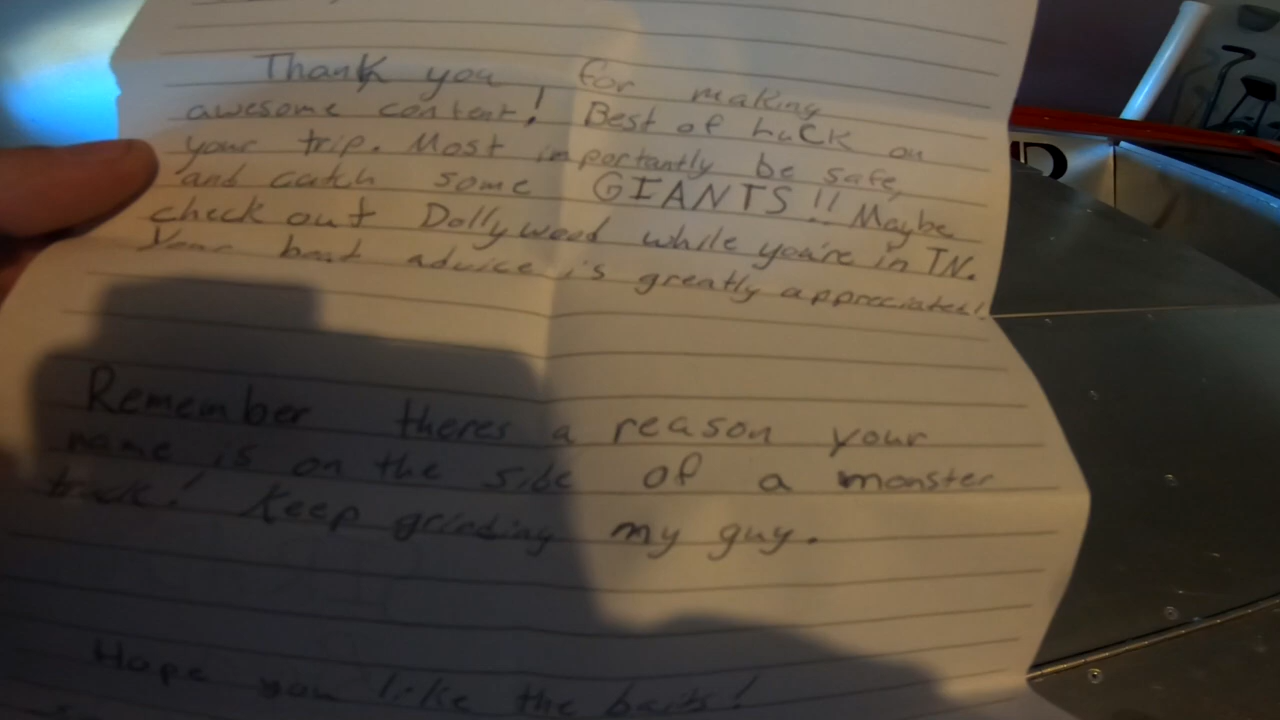 Thank you for making
awesome content! Best of luck on
your trip. Most importantly be safe,
and catch some GIANTS!! Maybe
check out Dollywood while you're in TN.
Your boat advice is greatly appreciated!
Remember theres a reason your
name is on the side of a monster
truck! Keep grinding my guy.
Hope you like the baits!